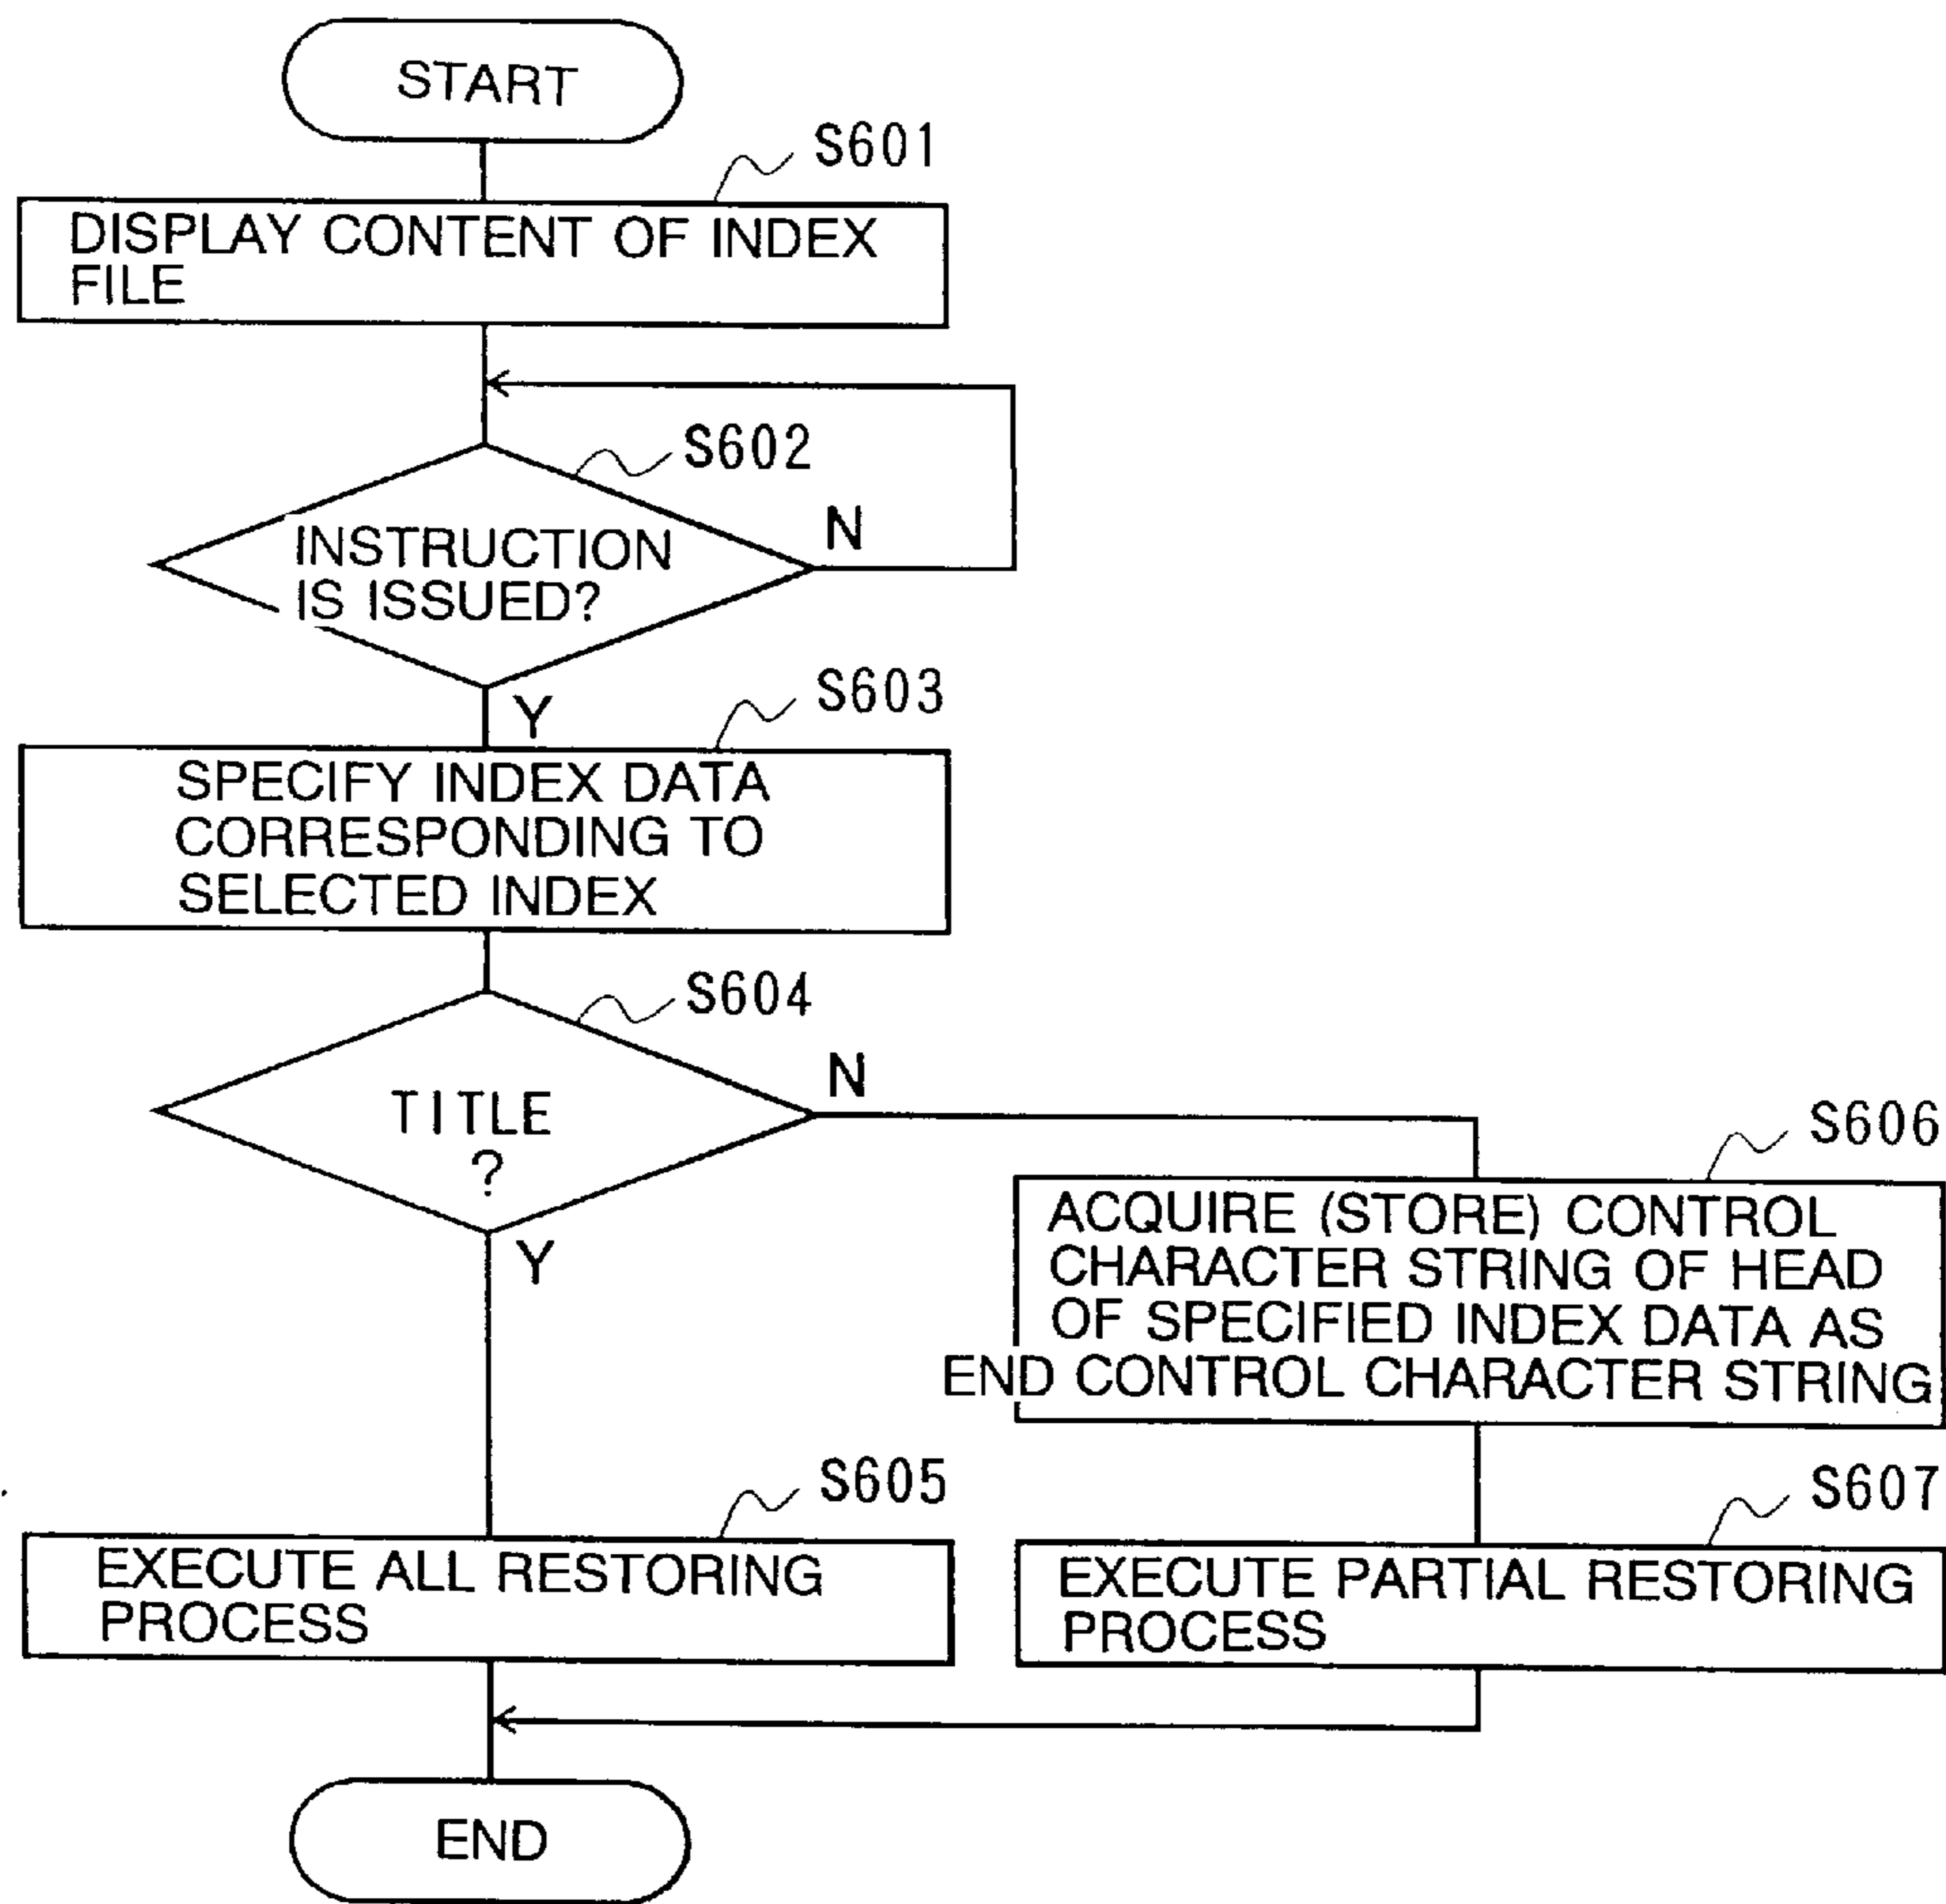 START
S601
DISPLAY CONTENT OF INDEX
FILE
S602
INSTRUCTION
IS ISSUED?
N
Y
S603
SPECIFY INDEX DATA
CORRESPONDING TO
SELECTED INDEX
S604
TITLE
?
N
Y
S606
ACQUIRE (STORE) CONTROL
CHARACTER STRING OF HEAD
OF SPECIFIED INDEX DATA AS
END CONTROL CHARACTER STRING
S605
EXECUTE ALL RESTORING
PROCESS
S607
EXECUTE PARTIAL RESTORING
PROCESS
END